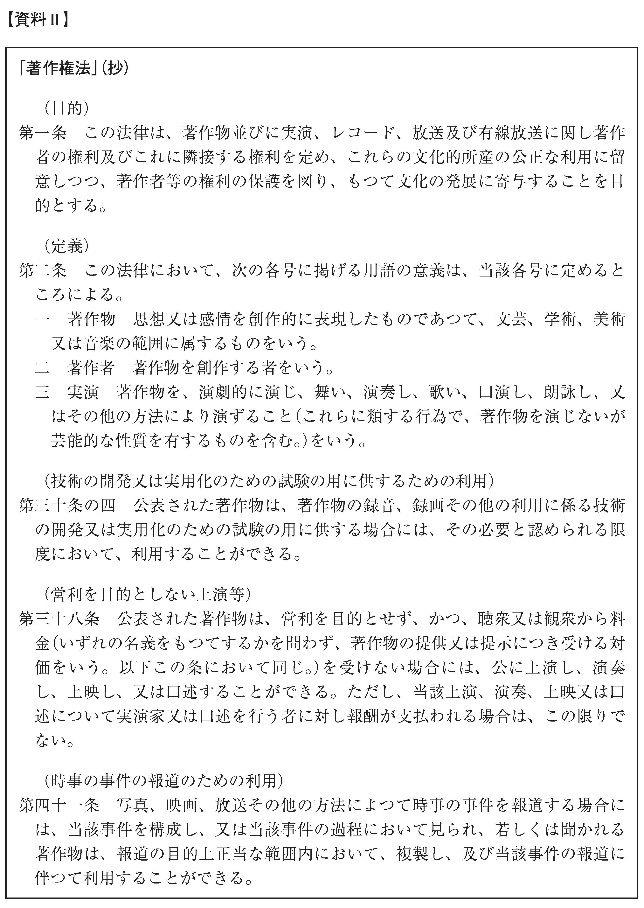 【資料Ⅱ】
「著作権法」(抄)
(目的)
第一条　この法律は、著作物並びに実演、レコード、放送及び有線放送に関し著作
者の権利及びこれに隣接する権利を定め、これらの文化的所産の公正な利用に留
意しつつ、著作者等の権利の保護を図り、もつて文化の発展に寄与することを目
的とする。
(定義)
第二条　この法律において、次の各号に掲げる用語の意義は、当該各号に定めると
ころによる。
一　著作物　思想又は感情を創作的に表現したものであつて、文芸、学術、美術
又は音楽の範囲に属するものをいう。
二　著作者　著作物を創作する者をいう。
三　実演　著作物を、演劇的に演じ、舞い、演奏し、歌い、口演し、朗詠し、又
はその他の方法により演ずること(これらに類する行為で、著作物を演じないが
芸能的な性質を有するものを含む。)をいう。
(技術の開発又は実用化のための試験の用に供するための利用)
第三十条の四　公表された著作物は、著作物の録音、録画その他の利用に係る技術
の開発又は実用化のための試験の用に供する場合には、その必要と認められる限
度において、利用することができる。
(営利を目的としない上演等)
第三十八条　公表された著作物は、営利を目的とせず、かつ、聴衆又は観衆から料
金(いずれの名義をもつてするかを問わず、著作物の提供又は提示につき受ける対
価をいう。以下この条において同じ。)を受けない場合には、公に上演し、演奏
し、上映し、又は口述することができる。ただし、当該上演、演奏、上映又は口
述について実演家又は口述を行う者に対し報酬が支払われる場合は、この限りで
ない。
(時事の事件の報道のための利用)
第四十一条　写真、映画、放送その他の方法によつて時事の事件を報道する場合に
は、当該事件を構成し、又は当該事件の過程において見られ、若しくは聞かれる
著作物は、報道の目的上正当な範囲内において、複製し、及び当該事件の報道に
伴つて利用することができる。